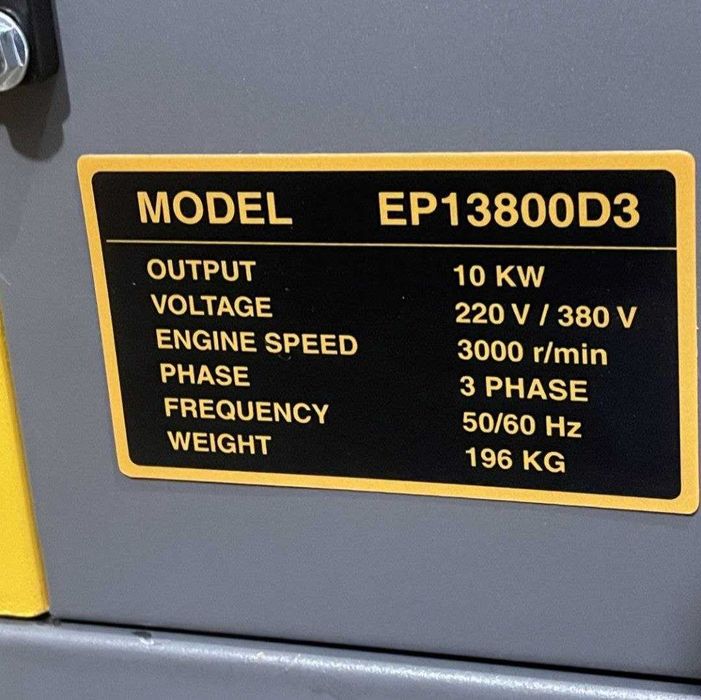 MODEL EP13800D3
OUTPUT 10 KW
VOLTAGE 220 V / 380 V
ENGINE SPEED 3000 r/min
PHASE 3 PHASE
FREQUENCY 50/60 Hz
WEIGHT 196 KG